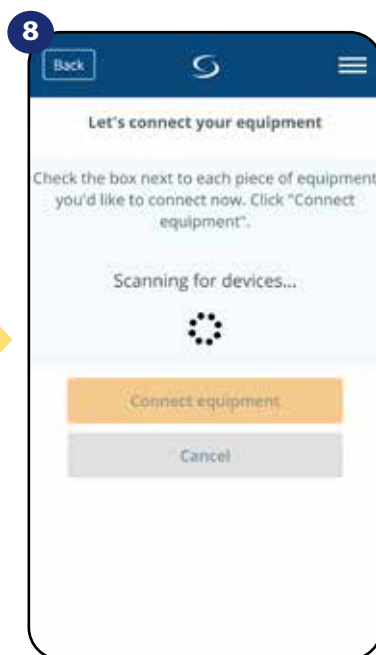 8
Back
Let's connect your equipment
Check the box next to each piece of equipment
you'd like to connect now. Click "Connect
equipment".
Scanning for devices...
Connect equipment
Cancel